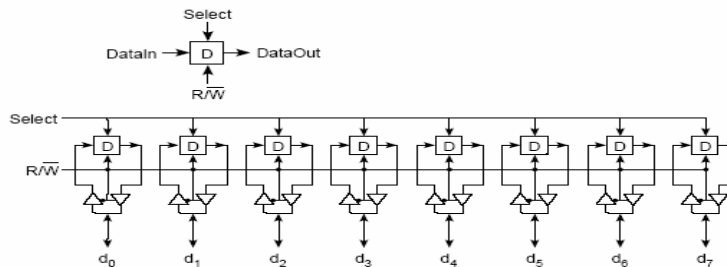 Select
DataIn D DataOut
R/W̅
Select
D D D D D D D D
R/W̅
d₀ d₁ d₂ d₃ d₄ d₅ d₆ d₇